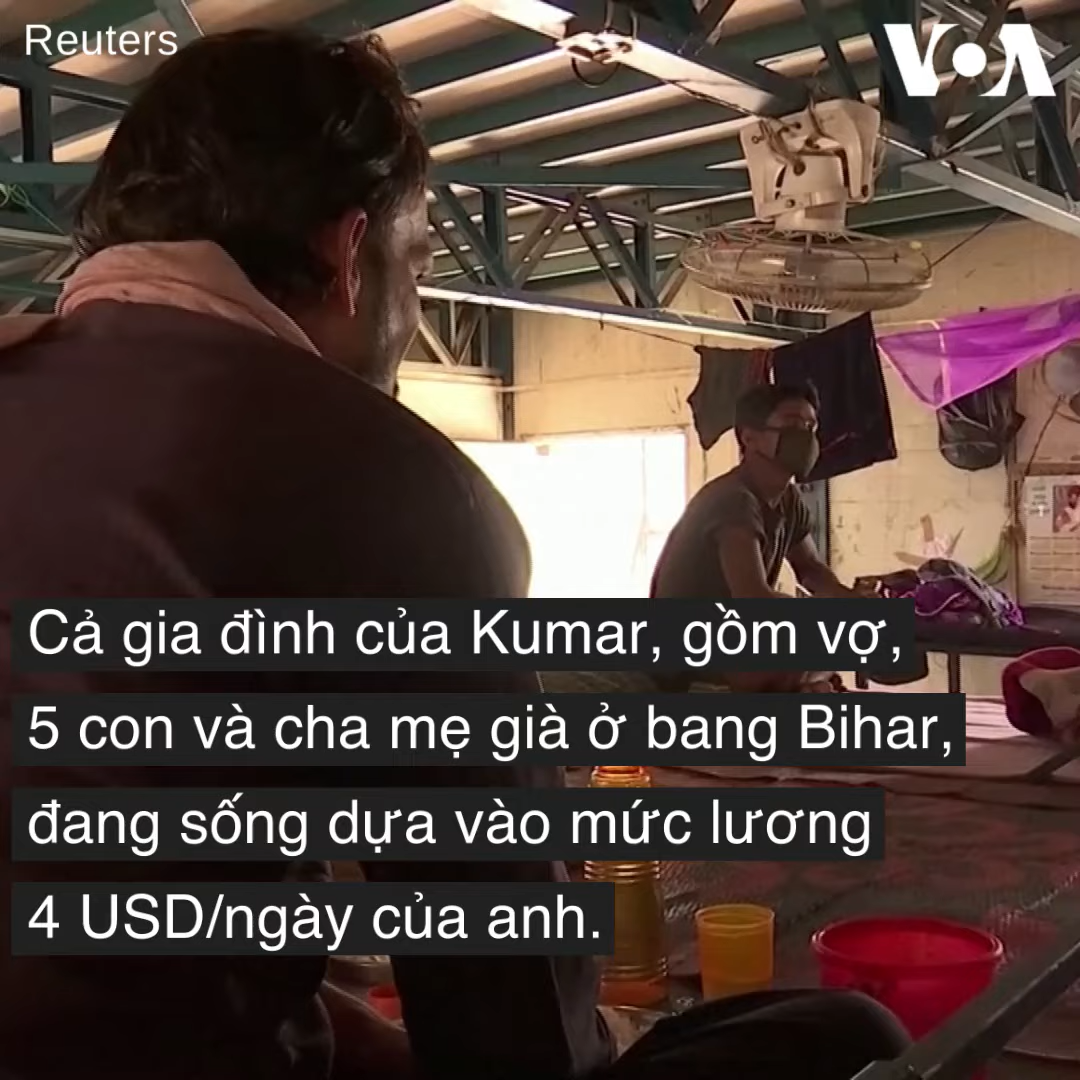 Reuters
VOA
Cả gia đình của Kumar, gồm vợ,
5 con và cha mẹ già ở bang Bihar,
đang sống dựa vào mức lương
4 USD/ngày của anh.